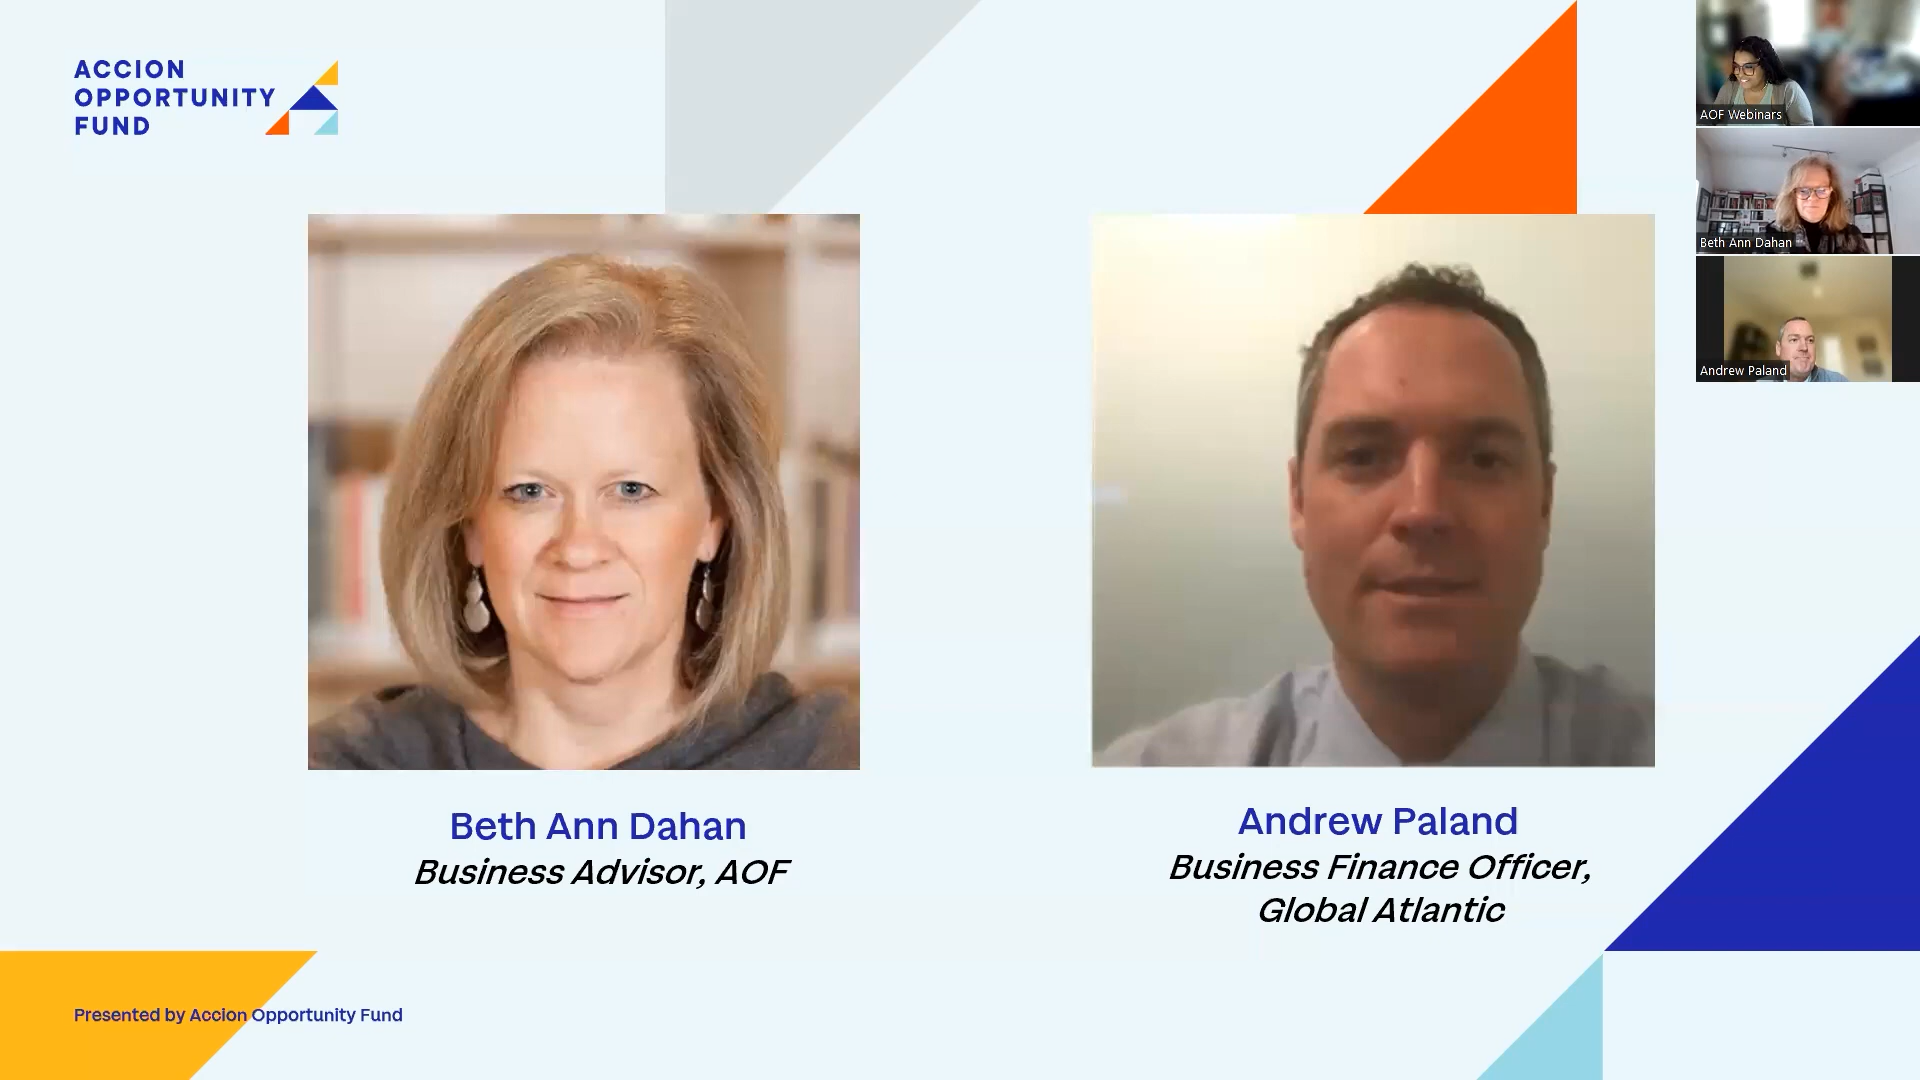 ACCION
OPPORTUNITY
FUND
AOF Webinars
Beth Ann Dahan
Andrew Paland
Beth Ann Dahan
Business Advisor, AOF
Andrew Paland
Business Finance Officer,
Global Atlantic
Presented by Accion Opportunity Fund